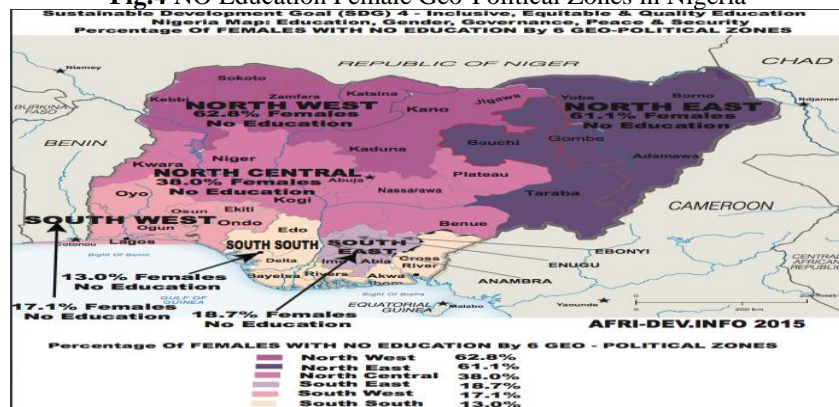 Fig.4 NO Education Female Geo-Political Zones in Nigeria
Sustainable Development Goal (SDG) 4 - Inclusive, Equitable & Quality Education
Nigeria Map: Education, Gender, Governance, Peace & Security
Percentage Of FEMALES WITH NO EDUCATION By 6 GEO-POLITICAL ZONES
REPUBLIC OF NIGER
CHAD
Niamey
Sokoto
Katsina
Zamfara
Kebbi
NORTH WEST
62.8% Females
No Education
Kano
Jigawa
Yobe
Borno
NORTH EAST
61.1% Females
No Education
Ndjamena
BURKINA
FASO
BENIN
Kaduna
Bauchi
Gombe
Adamawa
Niger
Kwara
NORTH CENTRAL
38.0% Females
No Education
Abuja
Plateau
Nassarawa
Taraba
Oyo
Kogi
Ekiti
Osun
SOUTH WEST
Ogun
Ondo
Edo
Benue
CAMEROON
Lagos
Cotonou
SOUTH SOUTH
SOUTH
EAST
Cross
River
EBONYI
Bight Of Benin
Delta
Imo
Abia
ENUGU
CENTRAL
AFRICAN
REPUBLIC
13.0% Females
No Education
Bayelsa
Rivers
Akwa
Ibom
ANAMBRA
17.1% Females
No Education
GULF OF
GUINEA
Bight Of Biafra
18.7% Females
No Education
EQUATORIAL
GUINEA
Malabo
Yaounde
0
200 km
AFRI-DEV.INFO 2015
Percentage Of FEMALES WITH NO EDUCATION By 6 GEO - POLITICAL ZONES
North West 62.8%
North East 61.1%
North Central 38.0%
South East 18.7%
South West 17.1%
South South 13.0%